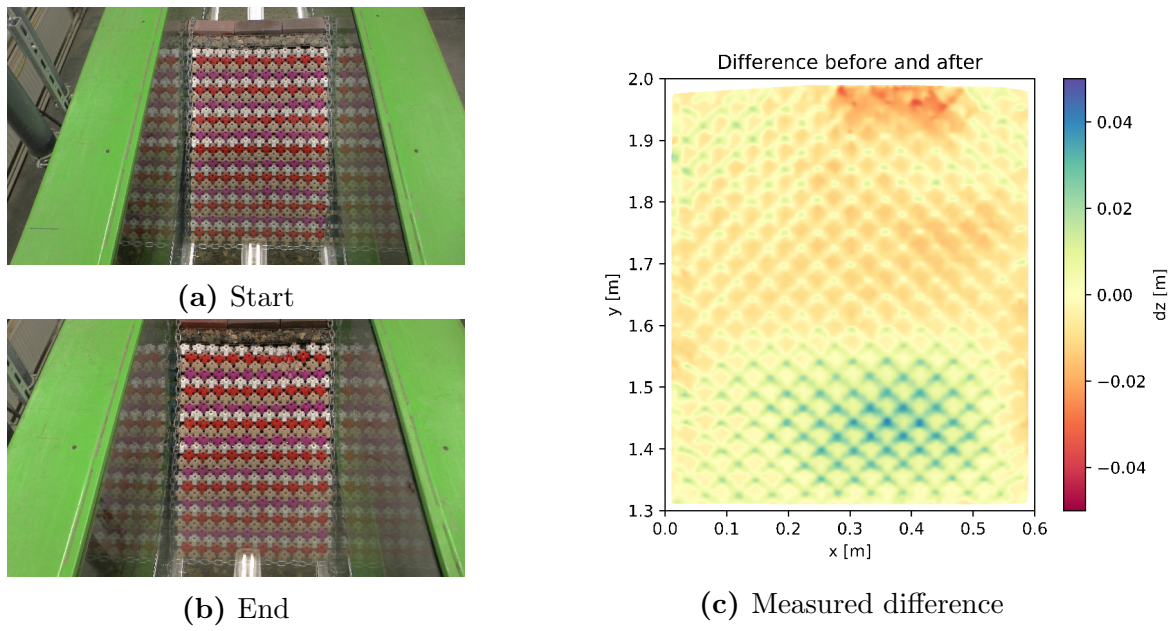 (a) Start
(b) End
Difference before and after
2.0
1.9
1.8
1.7
1.6
1.5
1.4
1.3
y [m]
0.0
0.1
0.2
0.3
0.4
0.5
0.6
x [m]
0.04
0.02
0.00
−0.02
−0.04
dz [m]
(c) Measured difference